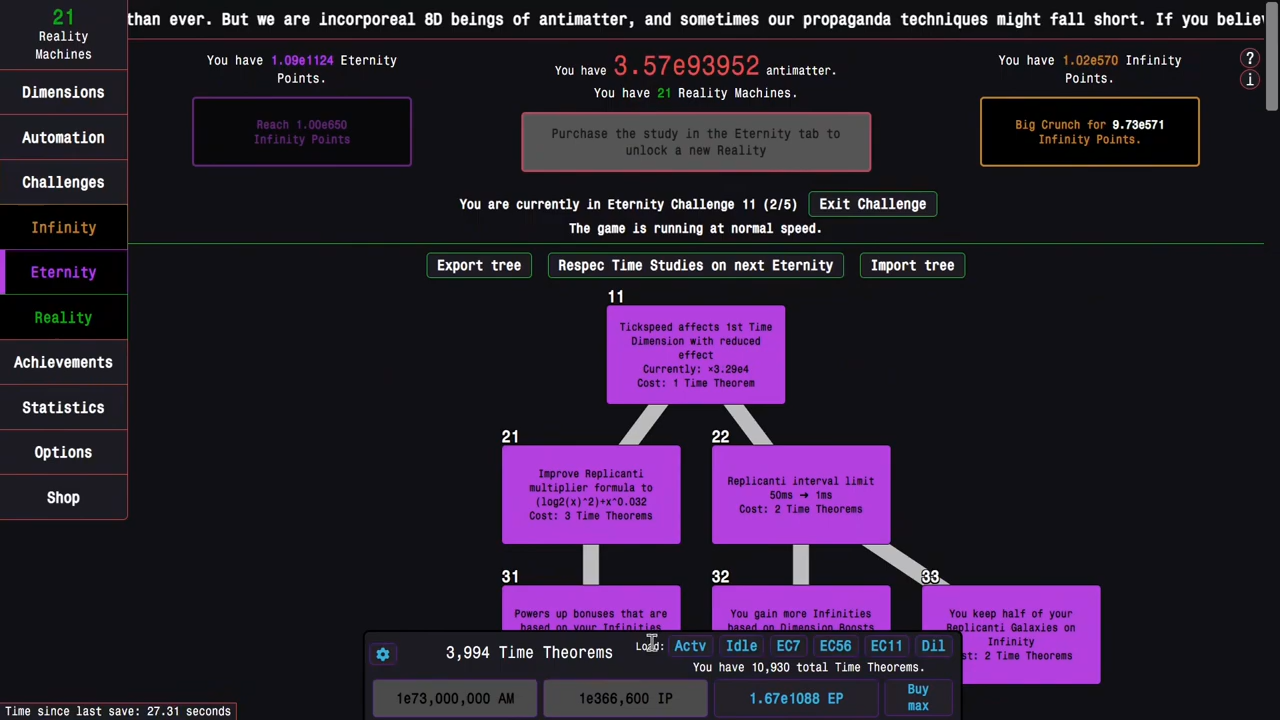 21
Reality
Machines
than ever. But we are incorporeal 8D beings of antimatter, and sometimes our propaganda techniques might fall short. If you believ
You have 1.09e1124 Eternity
Points.
Reach 1.00e650
Infinity Points
You have 3.57e93952 antimatter.
You have 21 Reality Machines.
Purchase the study in the Eternity tab to
unlock a new Reality
You have 1.02e570 Infinity
Points.
Big Crunch for 9.73e571
Infinity Points.
?
i
Dimensions
Automation
Challenges
Infinity
Eternity
Reality
Achievements
Statistics
Options
Shop
You are currently in Eternity Challenge 11 (2/5)
Exit Challenge
The game is running at normal speed.
Export tree
Respec Time Studies on next Eternity
Import tree
11
Tickspeed affects 1st Time
Dimension with reduced
effect
Currently: ×3.29e4
Cost: 1 Time Theorem
21
Improve Replicanti
multiplier formula to
(log2(x)^2)+x^0.032
Cost: 3 Time Theorems
22
Replicanti interval limit
50ms ➜ 1ms
Cost: 2 Time Theorems
31
Powers up bonuses that are
based on your Infinities
32
You gain more Infinities
based on Dimension Boosts
33
You keep half of your
Replicanti Galaxies on
Infinity
st: 2 Time Theorems
3,994 Time Theorems
Load:
Actv
Idle
EC7
EC56
EC11
Dil
You have 10,930 total Time Theorems.
1e73,000,000 AM
1e366,600 IP
1.67e1088 EP
Buy
max
Time since last save: 27.31 seconds